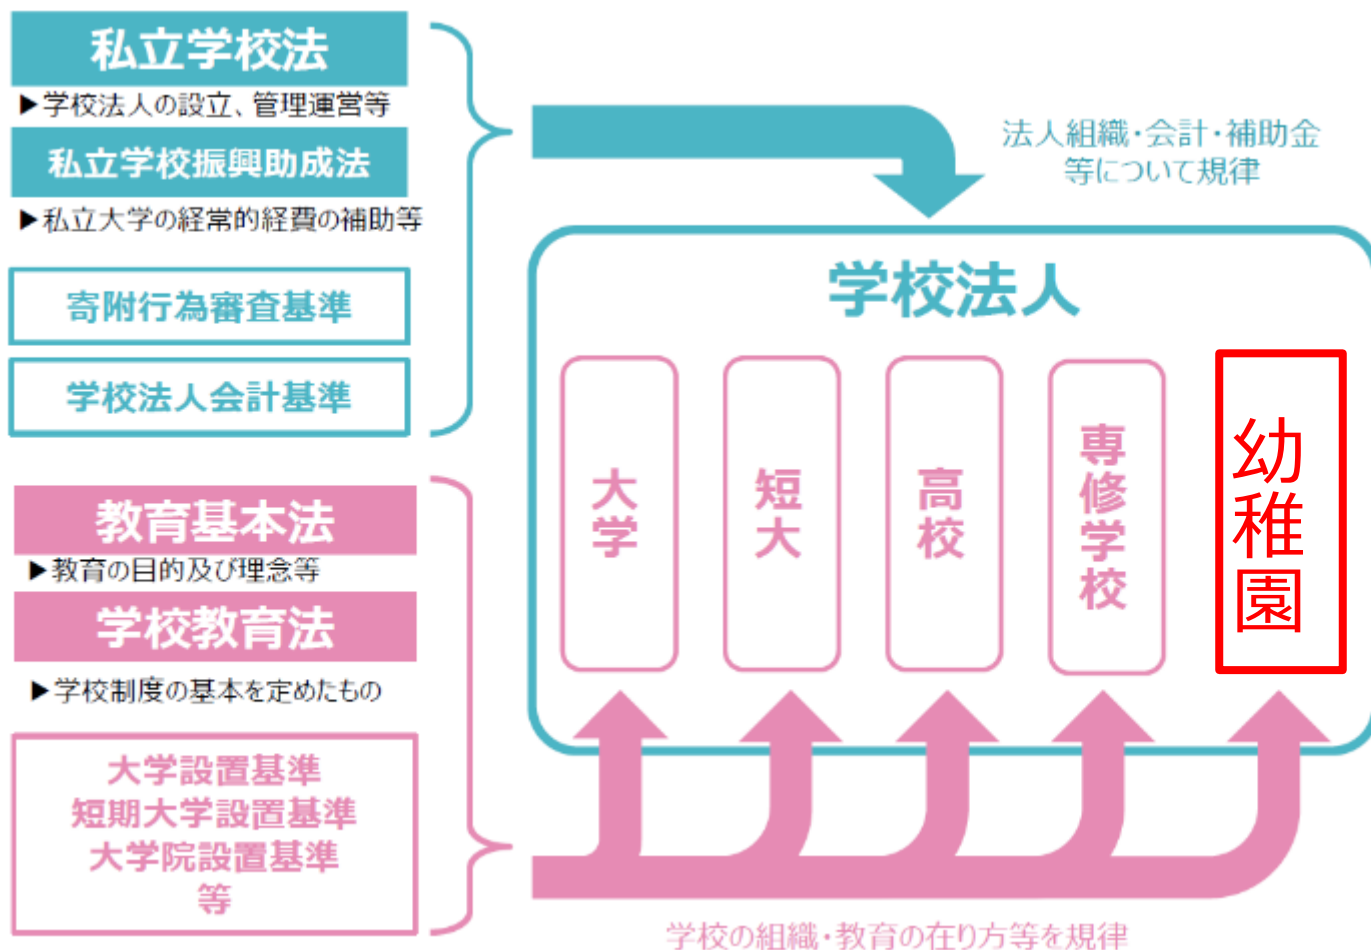 私立学校法
▶学校法人の設立、管理運営等
私立学校振興助成法
▶私立大学の経常的経費の補助等
寄附行為審査基準
学校法人会計基準
教育基本法
▶教育の目的及び理念等
学校教育法
▶学校制度の基本を定めたもの
大学設置基準
短期大学設置基準
大学院設置基準
等
法人組織・会計・補助金
等について規律
学校法人
大学
短大
高校
専修学校
幼稚園
学校の組織・教育の在り方等を規律